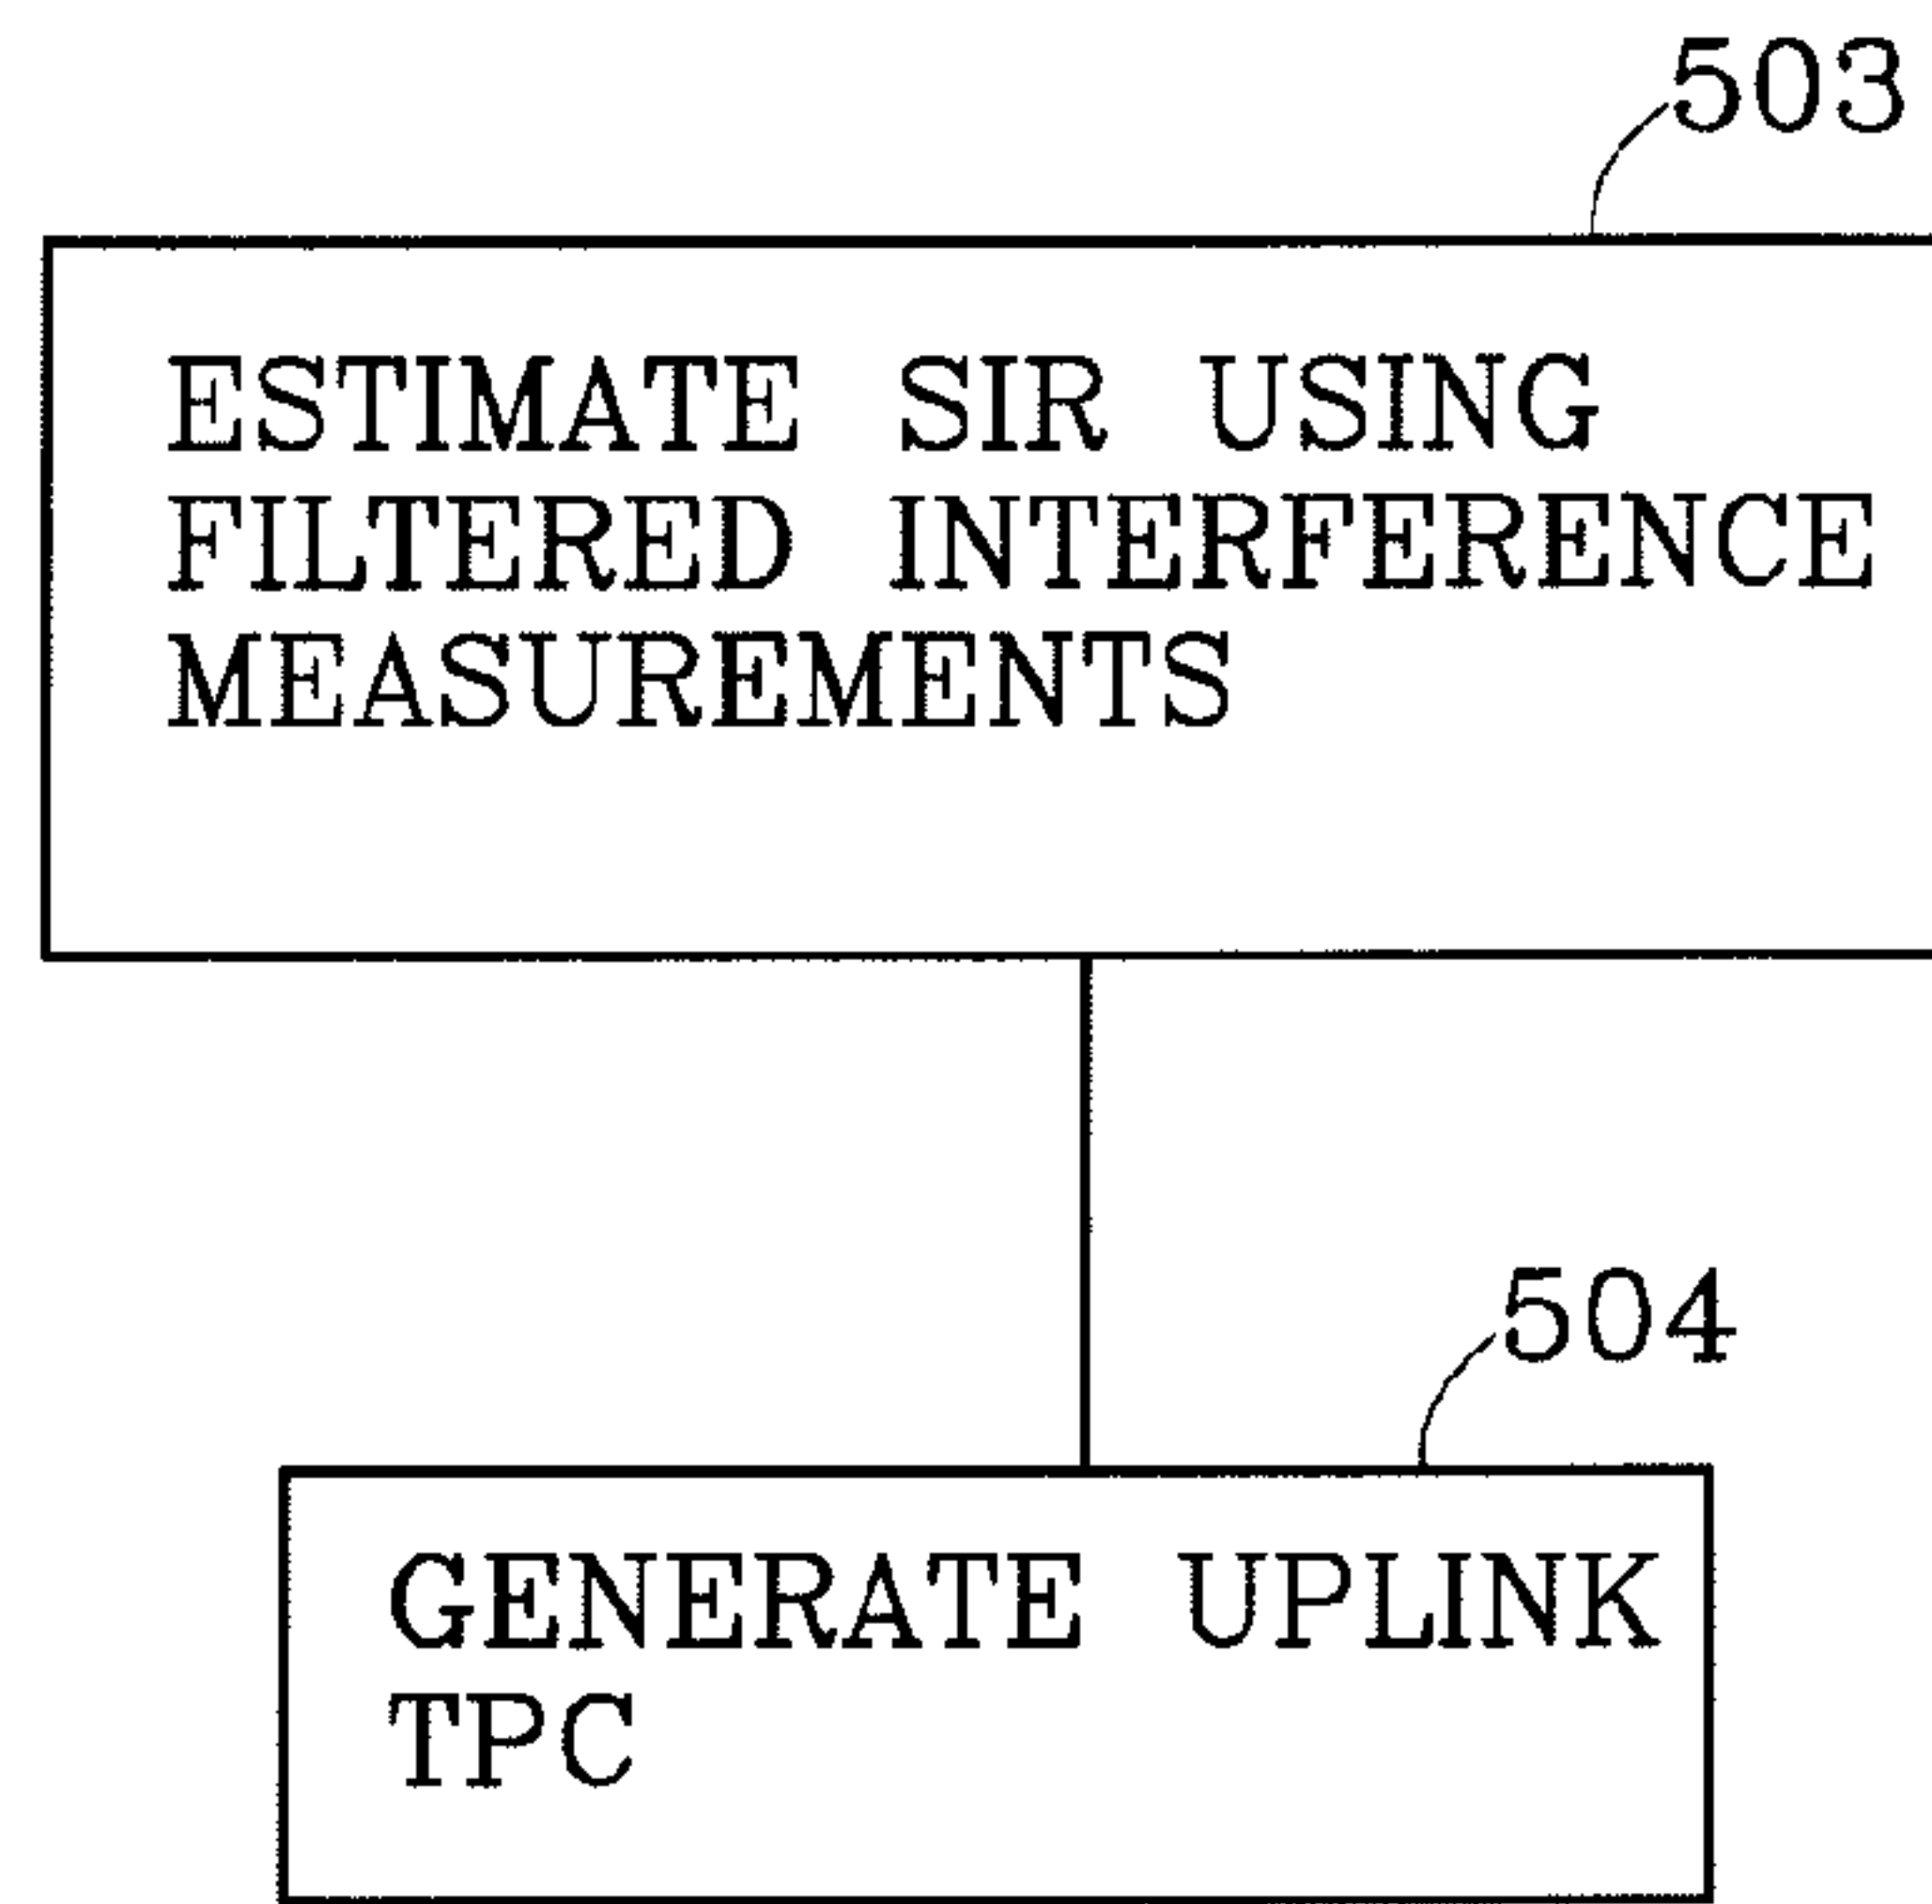 503
ESTIMATE SIR USING
FILTERED INTERFERENCE
MEASUREMENTS
504
GENERATE UPLINK
TPC